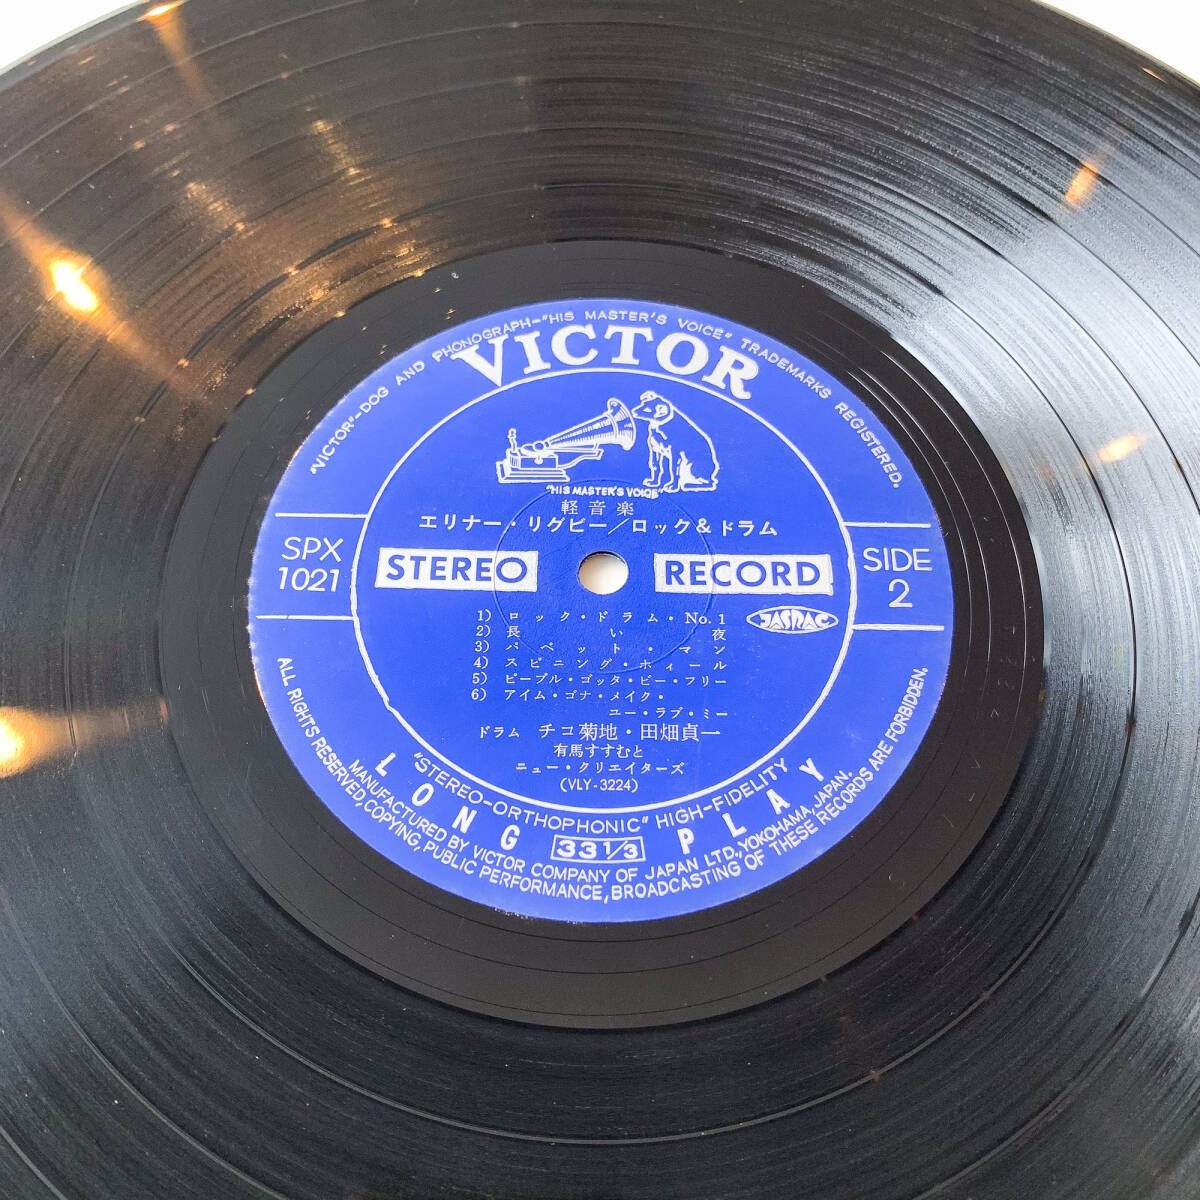 "VICTOR"-DOG AND PHONOGRAPH-"HIS MASTER'S VOICE" TRADEMARKS REGISTERED.
VICTOR
"HIS MASTER'S VOICE"
軽音楽
エリナー・リグビー/ロック&ドラム
SPX
1021
STEREO
RECORD
SIDE
2
JASRAC
1) ロック・ドラム・No.1
2) 長い夜
3) パペット・マン
4) スピニング・ホィール
5) ピープル・ゴッタ・ビー・フリー
6) アイム・ゴナ・メイク・
ユー・ラブ・ミー
ドラム チコ菊地・田畑貞一
有馬すすむと
ニュー・クリエイターズ
(VLY-3224)
"STEREO-ORTHOPHONIC" HIGH-FIDELITY
LONG PLAY
33 1/3
MANUFACTURED BY VICTOR COMPANY OF JAPAN LTD., YOKOHAMA, JAPAN.
ALL RIGHTS RESERVED, COPYING, PUBLIC PERFORMANCE, BROADCASTING OF THESE RECORDS ARE FORBIDDEN.